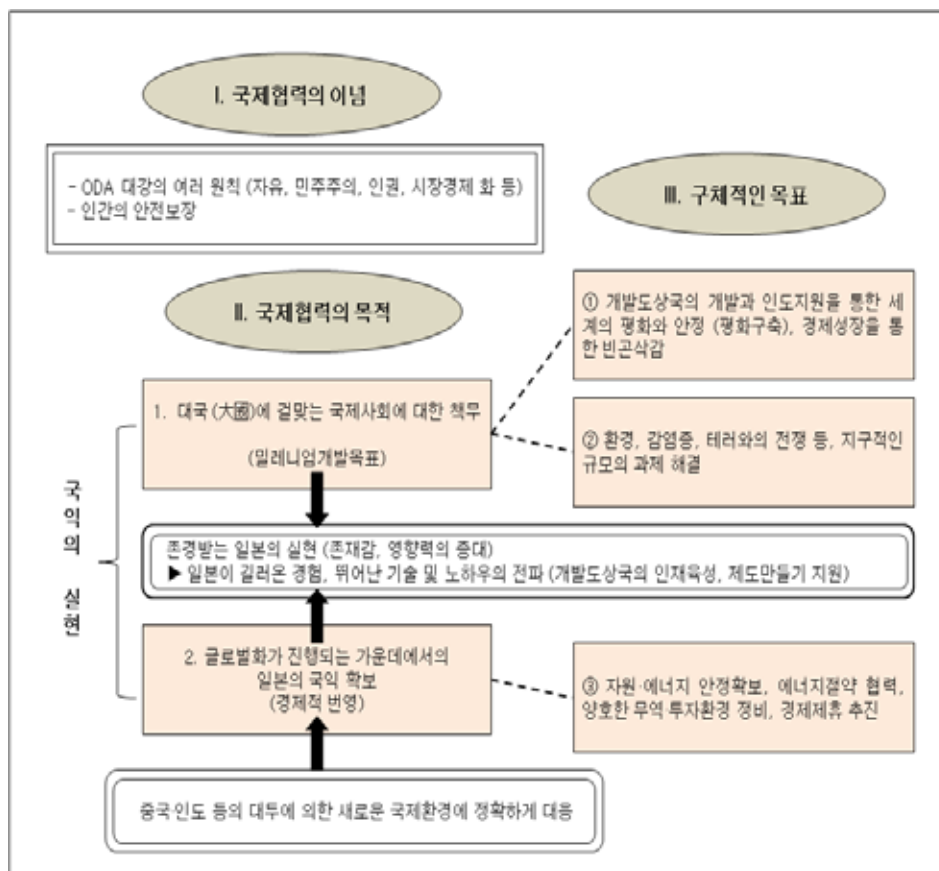 Ⅰ. 국제협력의 이념
- ODA 대강의 여러 원칙 (자유, 민주주의, 인권, 시장경제 화 등)
- 인간의 안전보장
Ⅱ. 국제협력의 목적
1. 대국 (大國)에 걸맞는 국제사회에 대한 책무
(밀레니엄개발목표)
존경받는 일본의 실현 (존재감, 영향력의 증대)
▶ 일본이 길러온 경험, 뛰어난 기술 및 노하우의 전파 (개발도상국의 인재육성, 제도만들기 지원)
2. 글로벌화가 진행되는 가운데에서의
일본의 국익 확보
(경제적 번영)
중국·인도 등의 대두에 의한 새로운 국제환경에 정확하게 대응
국익의 실현
Ⅲ. 구체적인 목표
① 개발도상국의 개발과 인도지원을 통한 세
계의 평화와 안정 (평화구축), 경제성장을 통
한 빈곤삭감
② 환경, 감염증, 테러와의 전쟁 등, 지구적인
규모의 과제 해결
③ 자원·에너지 안정확보, 에너지절약 협력,
양호한 무역·투자환경 정비, 경제제휴 추진